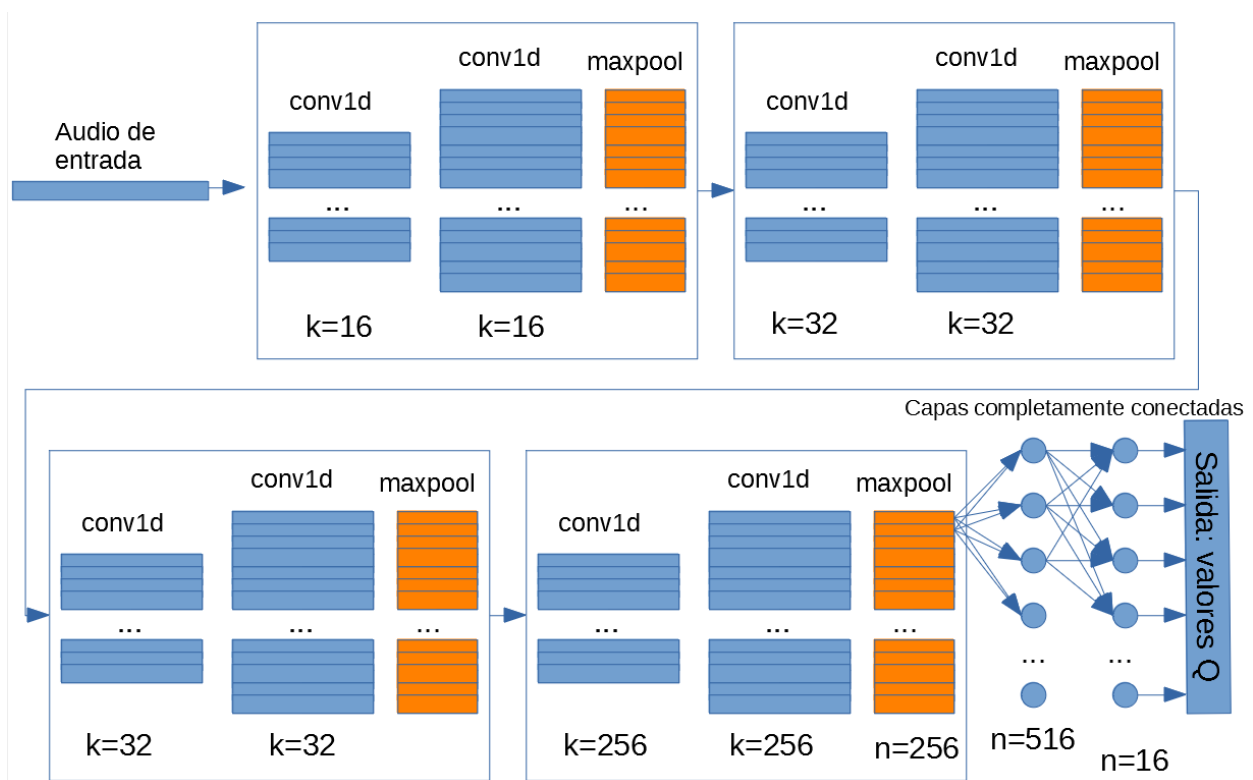 Audio de
entrada
conv1d
conv1d
maxpool
...
...
...
k=16
k=16
conv1d
conv1d
maxpool
...
...
...
k=32
k=32
conv1d
conv1d
maxpool
...
...
...
k=32
k=32
conv1d
conv1d
maxpool
...
...
...
k=256
k=256
n=256
Capas completamente conectadas
...
...
n=516
n=16
Salida: valores Q